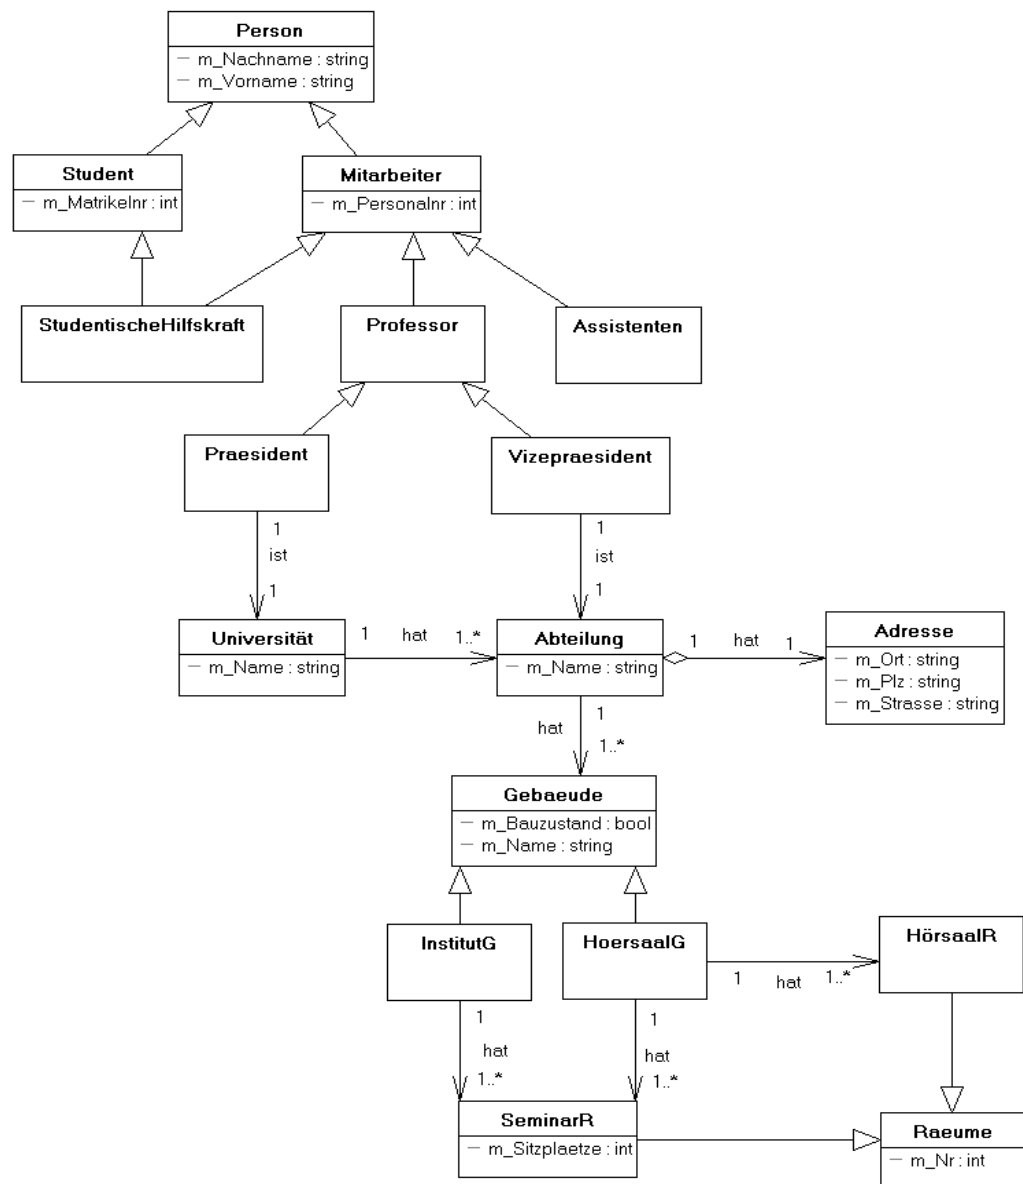 Person
— m_Nachname : string
— m_Vorname : string
Student
— m_Matrikelnr : int
Mitarbeiter
— m_Personalnr : int
StudentischeHilfskraft
Professor
Assistenten
Praesident
Vizepraesident
1
ist
1
1
ist
1
Universität
— m_Name : string
1 hat 1..*
Abteilung
— m_Name : string
1 hat 1
Adresse
— m_Ort : string
— m_Plz : string
— m_Strasse : string
1
hat
1..*
Gebaeude
— m_Bauzustand : bool
— m_Name : string
InstitutG
HoersaalG
HörsaalR
1 hat 1..*
1
hat
1..*
1
hat
1..*
SeminarR
— m_Sitzplaetze : int
Raeume
— m_Nr : int